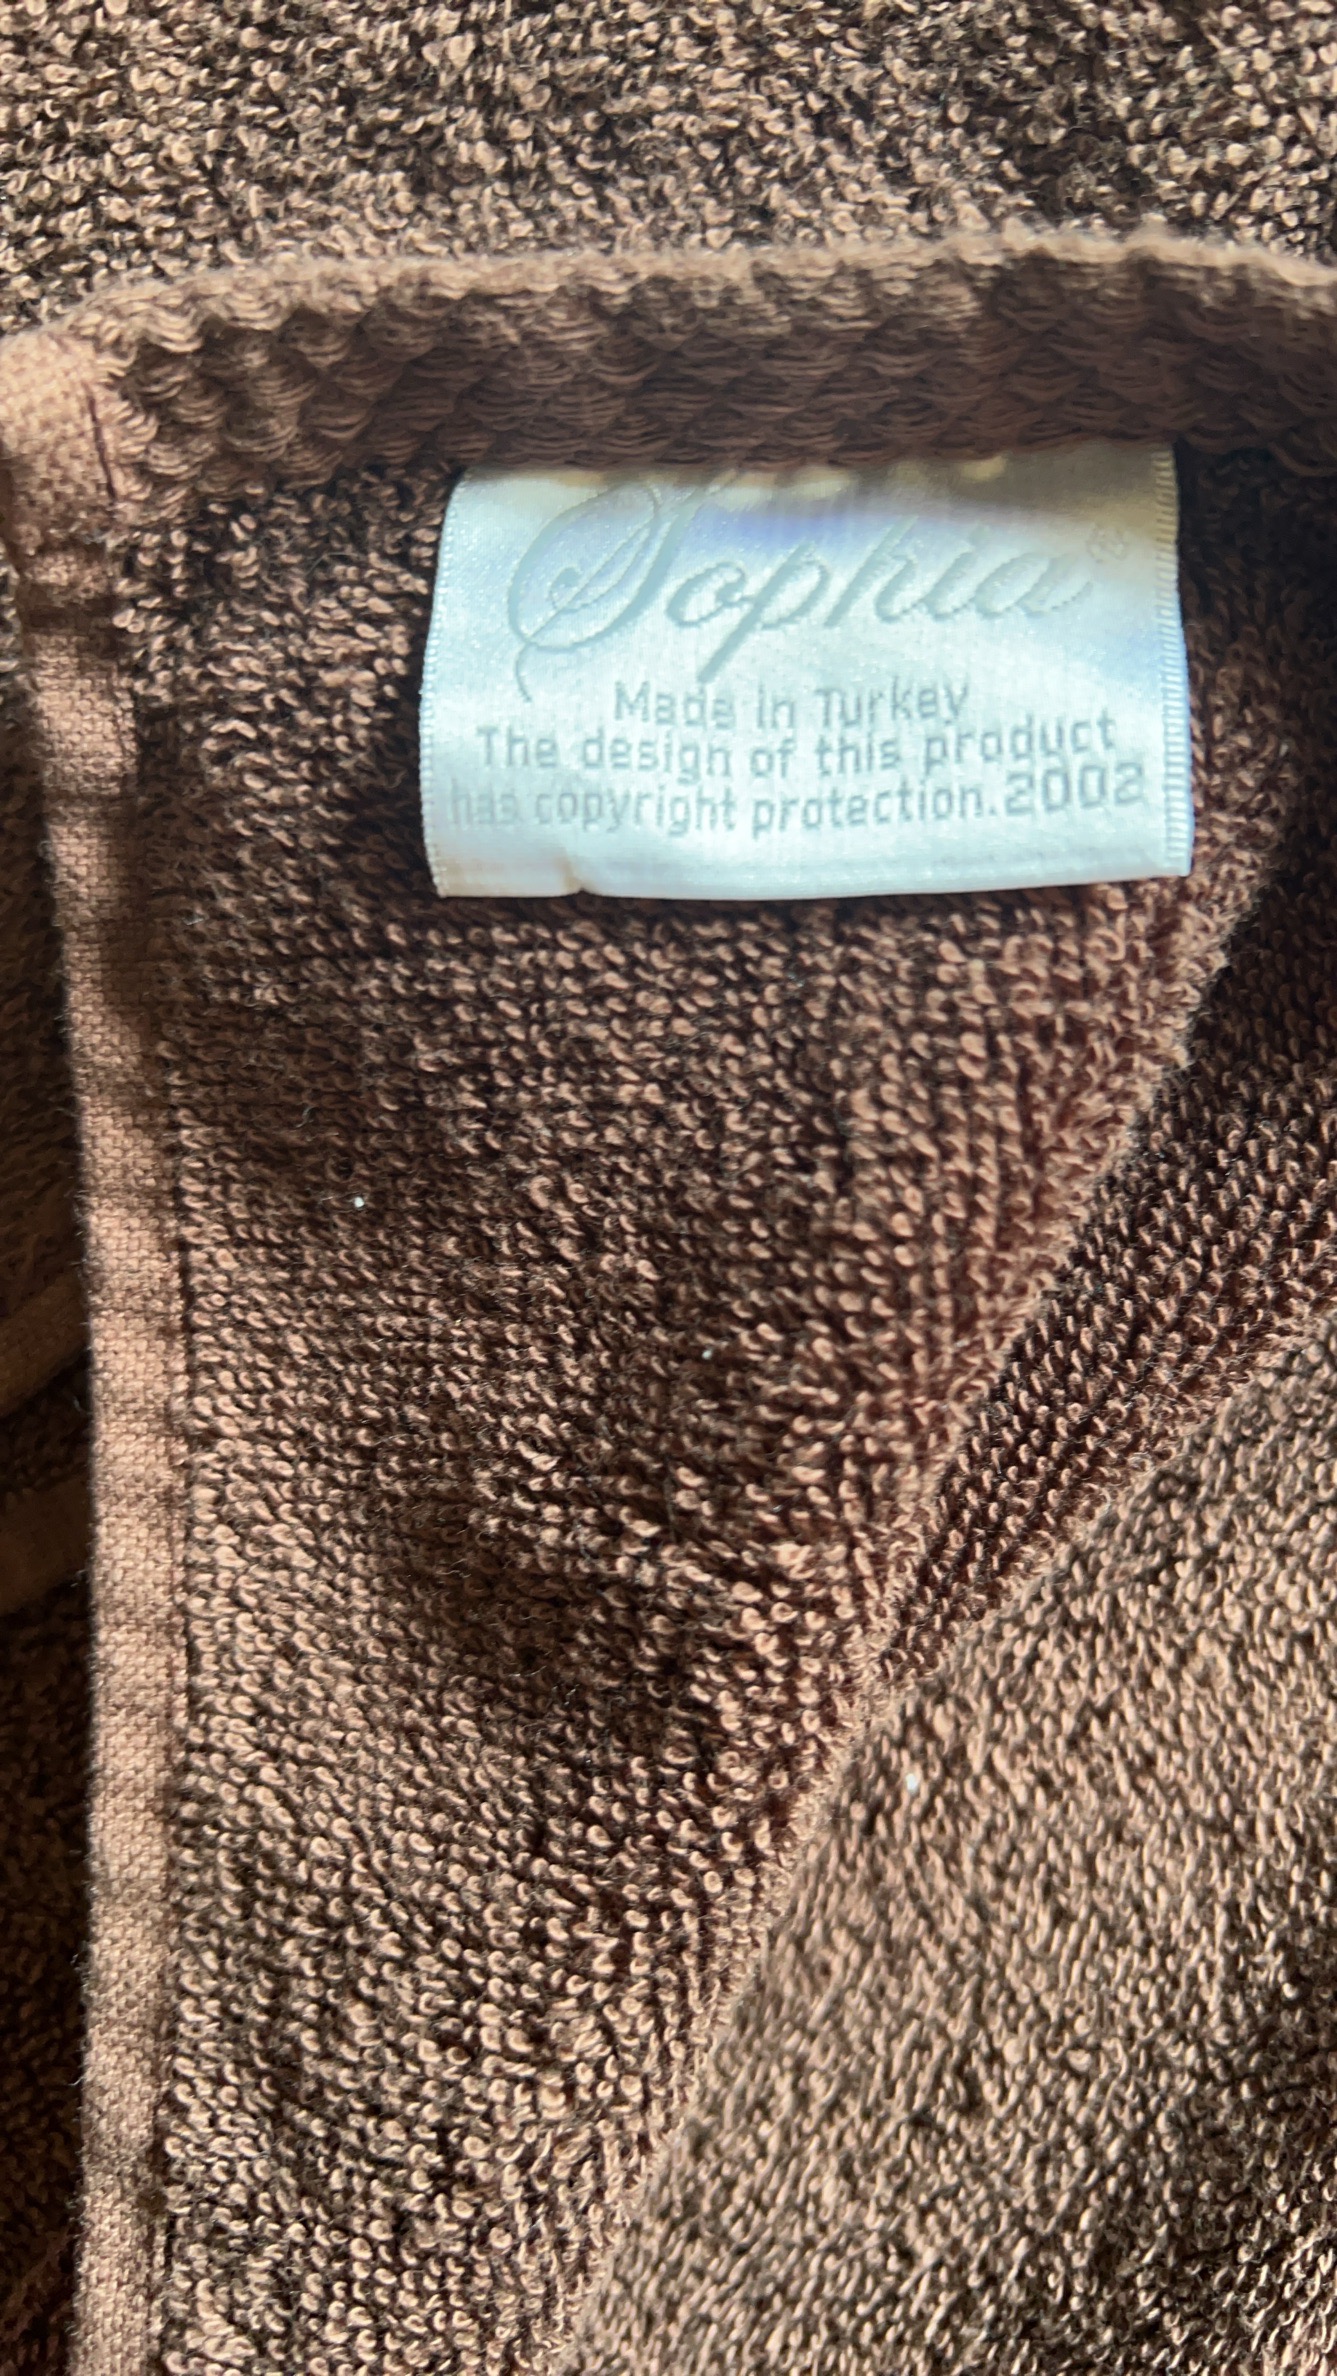 Sophia®
Made in Turkey
The design of this product
has copyright protection.2002